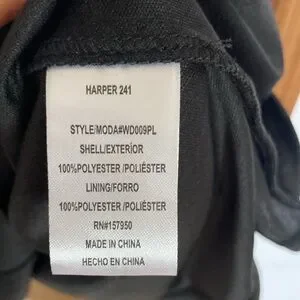 HARPER 241
STYLE/MODA#WD009PL
SHELL/EXTERÍOR
100%POLYESTER/POLIÉSTER
LINING/FORRO
100%POLYESTER/POLIÉSTER
RN#157950
MADE IN CHINA
HECHO EN CHINA